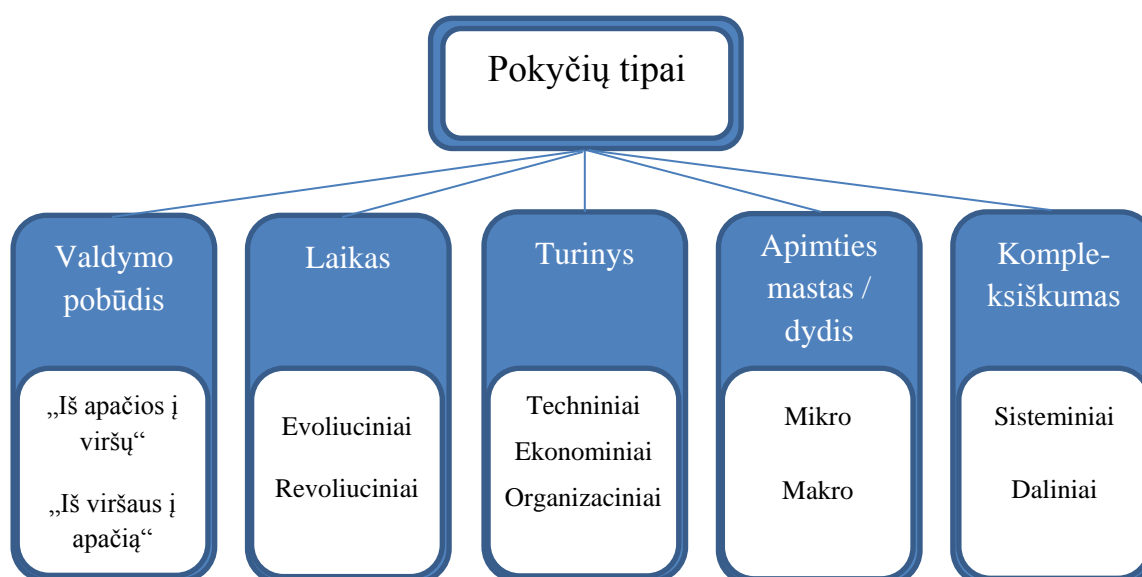 Pokyčių tipai
Valdymo
pobūdis
„Iš apačios į
viršų“
„Iš viršaus į
apačią“
Laikas
Evoliuciniai
Revoliuciniai
Turinys
Techniniai
Ekonominiai
Organizaciniai
Apimties
mastas /
dydis
Mikro
Makro
Komple-
ksiškumas
Sisteminiai
Daliniai